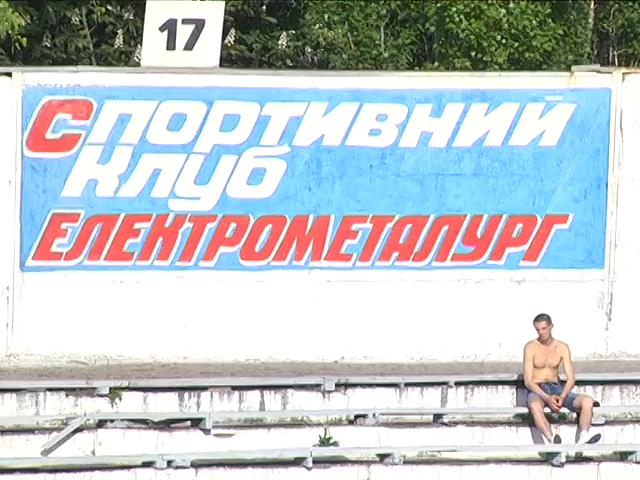 17
Спортивний
клуб
ЕЛЕКТРОМЕТАЛУРГ